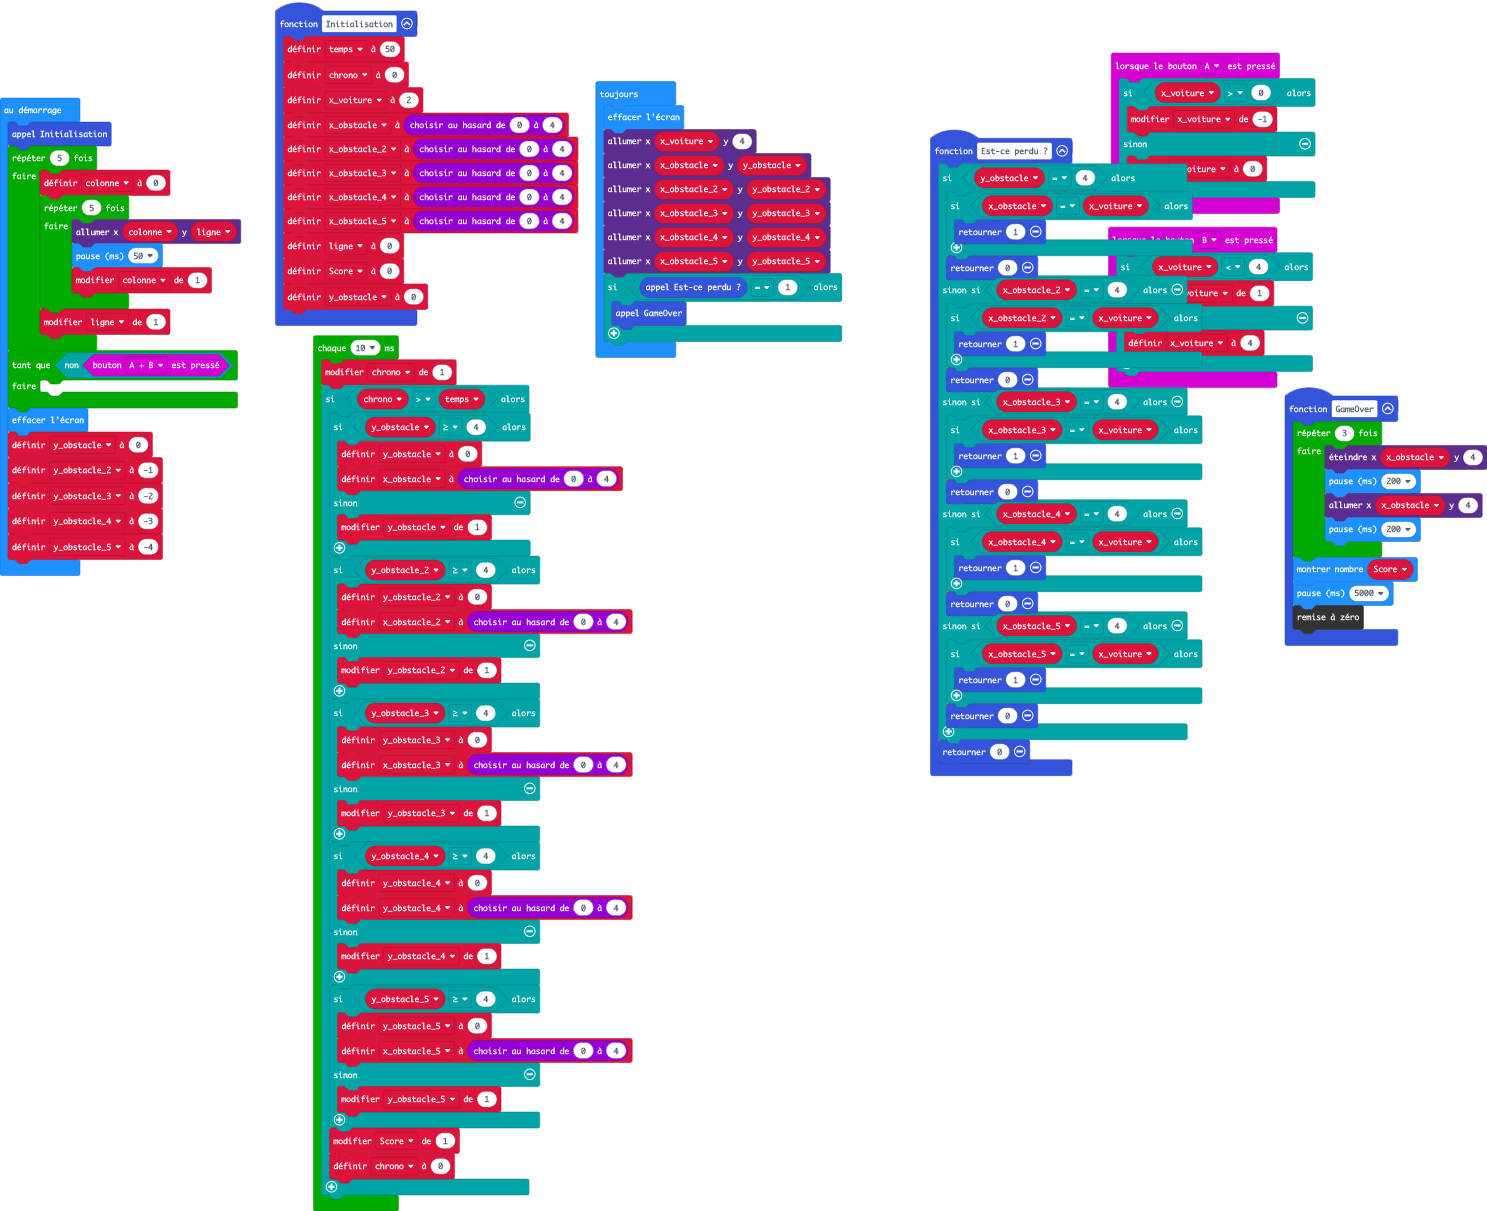 au démarrage
appel Initialisation
répéter 5 fois
faire
définir colonne à 0
répéter 5 fois
faire
allumer x colonne y ligne
pause (ms) 50
modifier colonne de 1
modifier ligne de 1
tant que non bouton A + B est pressé
faire
effacer l'écran
définir y_obstacle à 0
définir y_obstacle_2 à -1
définir y_obstacle_3 à -2
définir y_obstacle_4 à -3
définir y_obstacle_5 à -4
fonction Initialisation
définir temps à 50
définir chrono à 0
définir x_voiture à 2
définir x_obstacle à choisir au hasard de 0 à 4
définir x_obstacle_2 à choisir au hasard de 0 à 4
définir x_obstacle_3 à choisir au hasard de 0 à 4
définir x_obstacle_4 à choisir au hasard de 0 à 4
définir x_obstacle_5 à choisir au hasard de 0 à 4
définir ligne à 0
définir Score à 0
définir y_obstacle à 0
chaque 10 ms
modifier chrono de 1
si chrono > temps alors
si y_obstacle ≥ 4 alors
définir y_obstacle à 0
définir x_obstacle à choisir au hasard de 0 à 4
sinon
modifier y_obstacle de 1
si y_obstacle_2 ≥ 4 alors
définir y_obstacle_2 à 0
définir x_obstacle_2 à choisir au hasard de 0 à 4
sinon
modifier y_obstacle_2 de 1
si y_obstacle_3 ≥ 4 alors
définir y_obstacle_3 à 0
définir x_obstacle_3 à choisir au hasard de 0 à 4
sinon
modifier y_obstacle_3 de 1
si y_obstacle_4 ≥ 4 alors
définir y_obstacle_4 à 0
définir y_obstacle_4 à choisir au hasard de 0 à 4
sinon
modifier y_obstacle_4 de 1
si y_obstacle_5 ≥ 4 alors
définir y_obstacle_5 à 0
définir x_obstacle_5 à choisir au hasard de 0 à 4
sinon
modifier y_obstacle_5 de 1
modifier Score de 1
définir chrono à 0
toujours
effacer l'écran
allumer x x_voiture y 4
allumer x x_obstacle y y_obstacle
allumer x x_obstacle_2 y y_obstacle_2
allumer x x_obstacle_3 y y_obstacle_3
allumer x x_obstacle_4 y y_obstacle_4
allumer x x_obstacle_5 y y_obstacle_5
si appel Est-ce perdu ? = 1 alors
appel GameOver
fonction Est-ce perdu ?
si y_obstacle = 4 alors
si x_obstacle = x_voiture alors
retourner 1
retourner 0
sinon si x_obstacle_2 = 4 alors
si x_obstacle_2 = x_voiture alors
retourner 1
retourner 0
sinon si x_obstacle_3 = 4 alors
si x_obstacle_3 = x_voiture alors
retourner 1
retourner 0
sinon si x_obstacle_4 = 4 alors
si x_obstacle_4 = x_voiture alors
retourner 1
retourner 0
sinon si x_obstacle_5 = 4 alors
si x_obstacle_5 = x_voiture alors
retourner 1
retourner 0
retourner 0
lorsque le bouton A est pressé
si x_voiture > 0 alors
modifier x_voiture de -1
sinon
à 0
B est pressé
si x_voiture < 4 alors
de 1
définir x_voiture à 4
fonction GameOver
répéter 3 fois
faire
éteindre x x_obstacle y 4
pause (ms) 200
allumer x x_obstacle y 4
pause (ms) 200
montrer nombre Score
pause (ms) 5000
remise à zéro